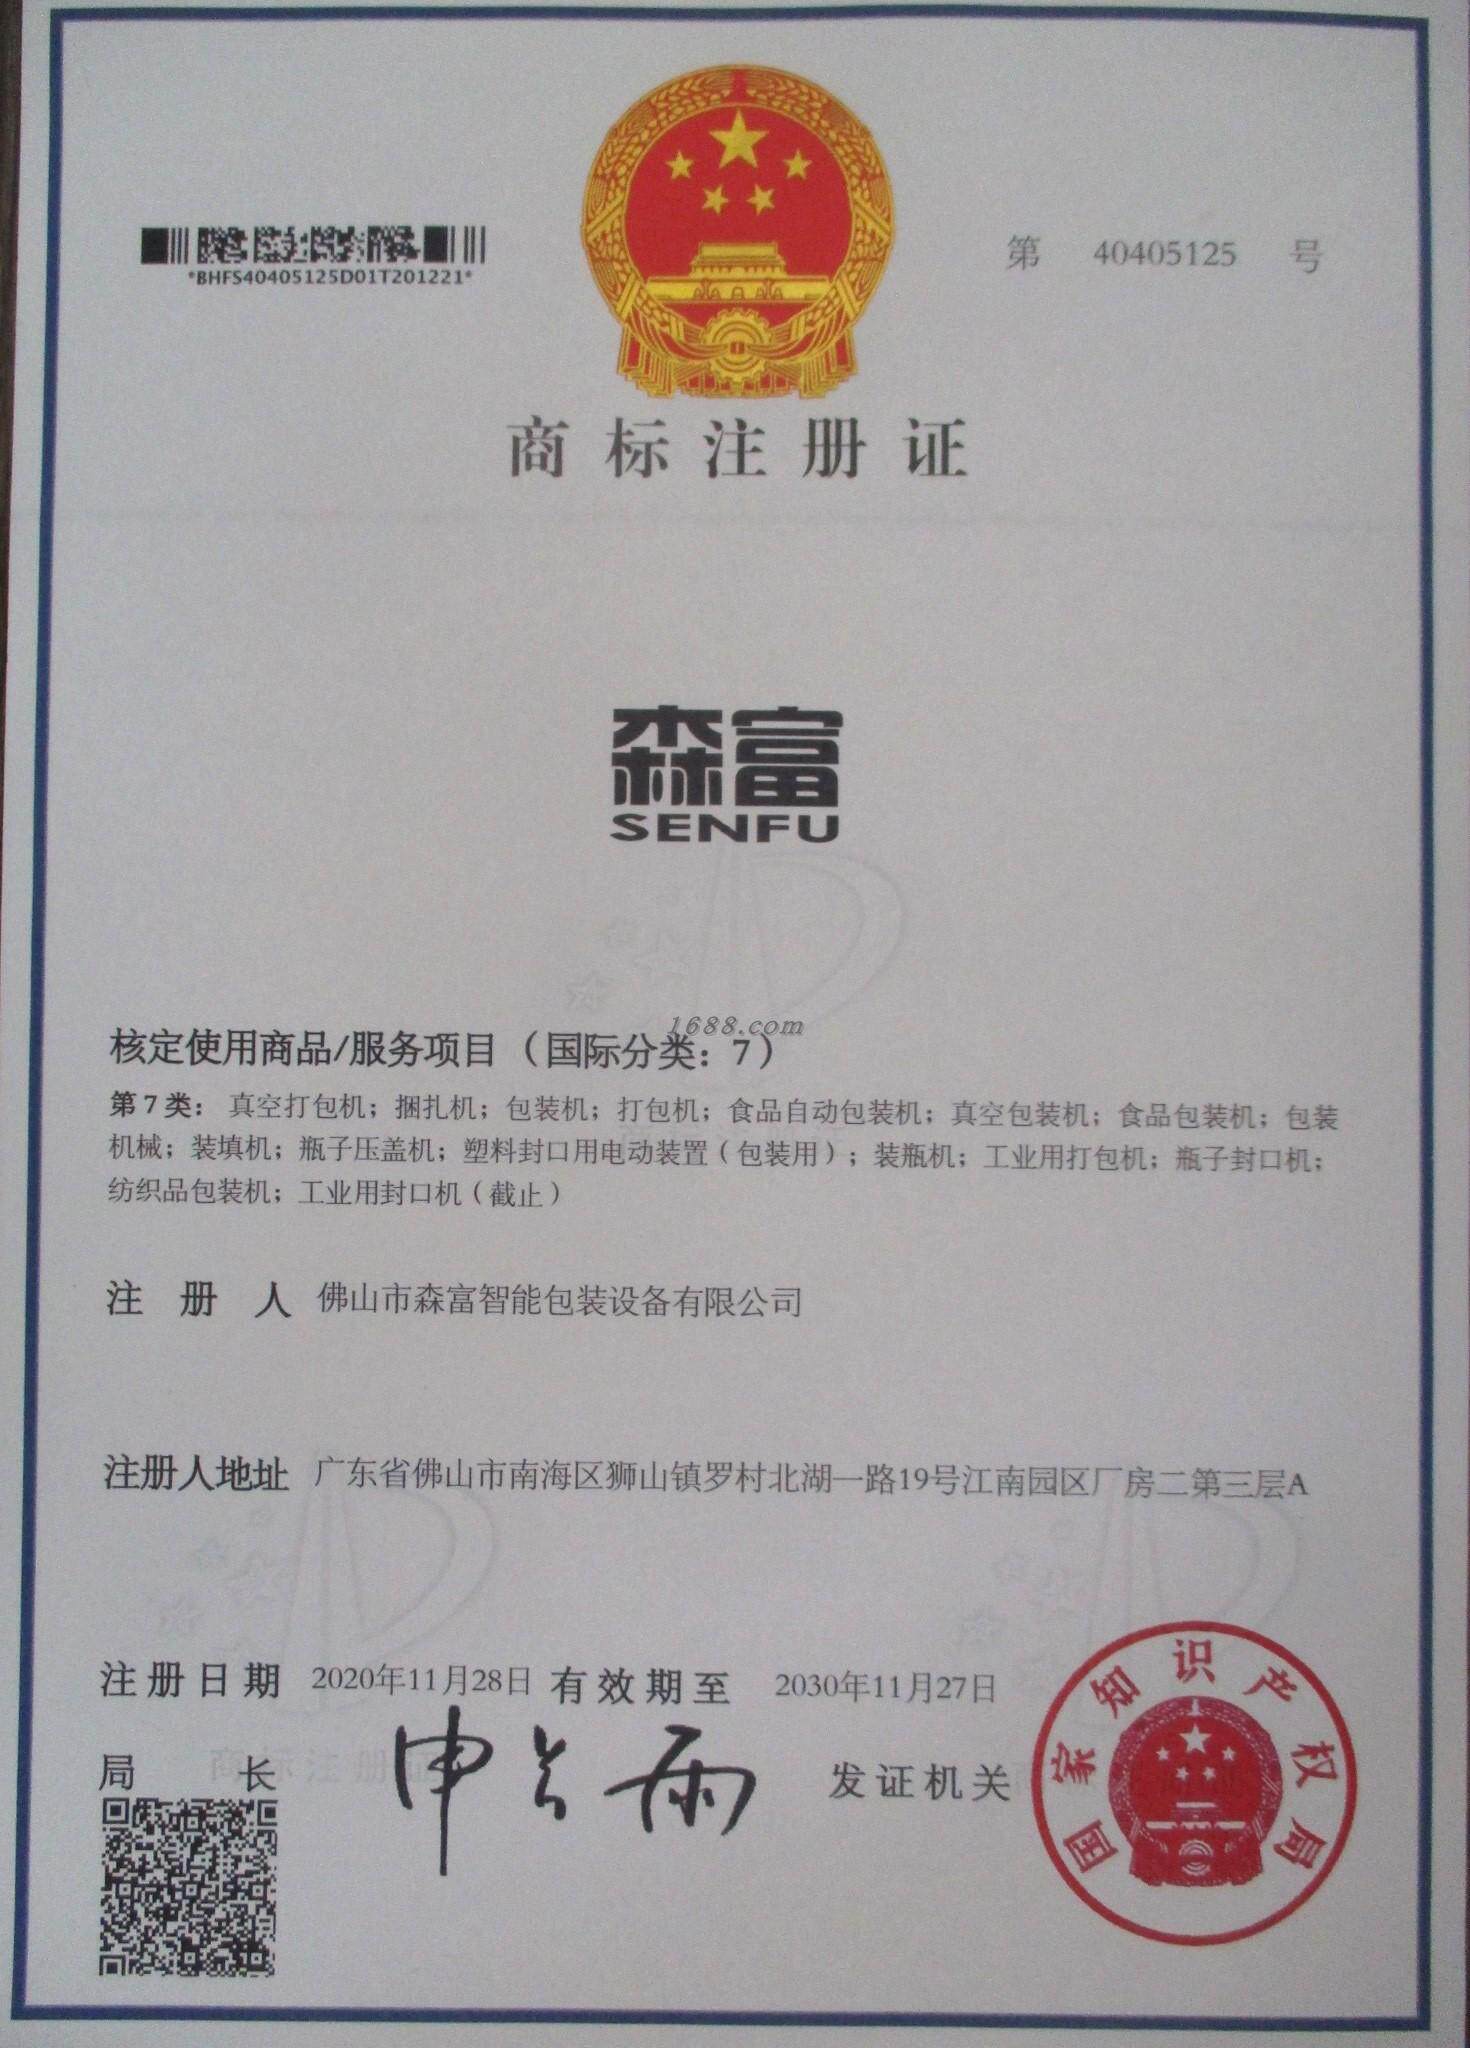 *BHFS40405125D01T201221*
第 40405125 号
商标注册证
森富
SENFU
1688.com
核定使用商品/服务项目（国际分类：7）
第7类：真空打包机；捆扎机；包装机；打包机；食品自动包装机；真空包装机；食品包装机；包装
机械；装填机；瓶子压盖机；塑料封口用电动装置（包装用）；装瓶机；工业用打包机；瓶子封口机；
纺织品包装机；工业用封口机（截止）
注册人 佛山市森富智能包装设备有限公司
注册人地址 广东省佛山市南海区狮山镇罗村北湖一路19号江南园区厂房二第三层A
注册日期 2020年11月28日 有效期至 2030年11月27日
局长 申长雨 发证机关
商标注册证
国家知识产权局